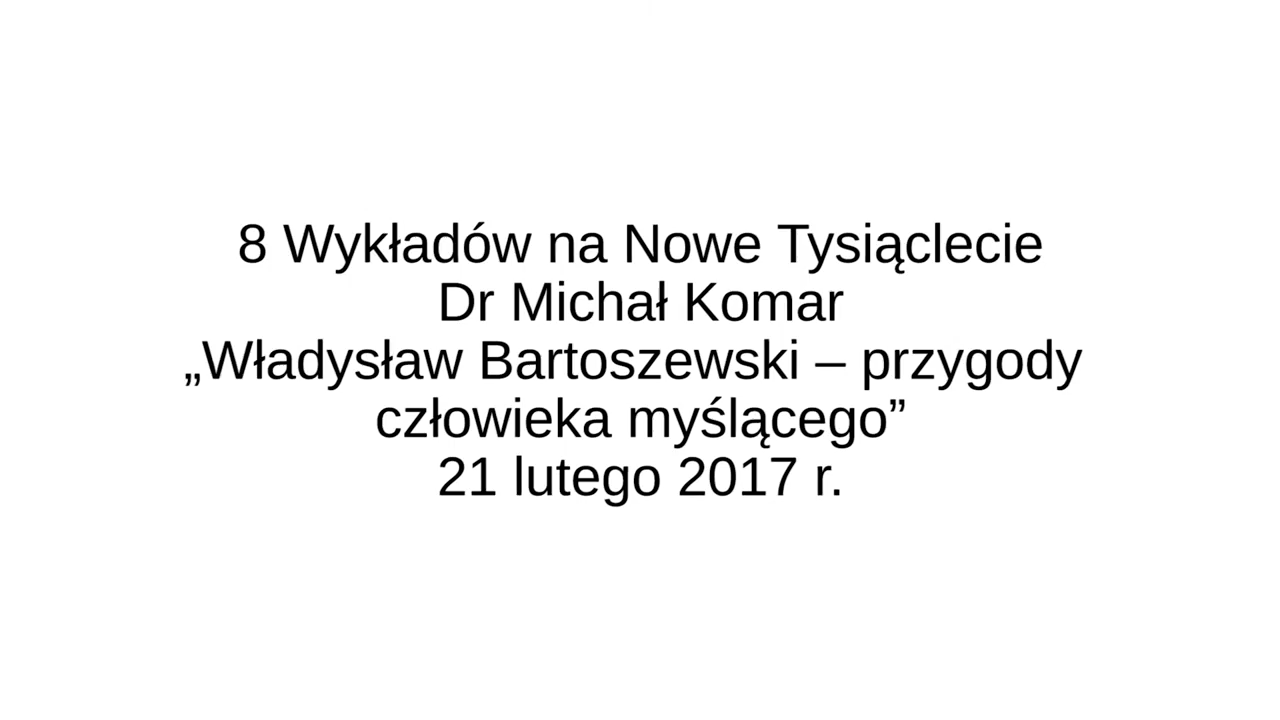 8 Wykładów na Nowe Tysiąclecie
Dr Michał Komar
„Władysław Bartoszewski – przygody
człowieka myślącego”
21 lutego 2017 r.